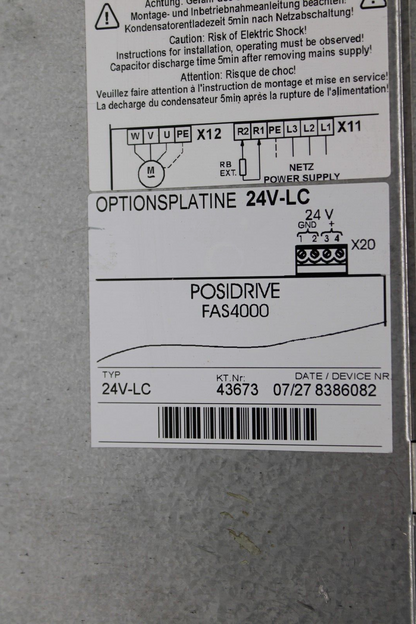 Achtung: Gefahr des
Montage- und Inbetriebnahmeanleitung beachten!
Kondensatorentladezeit 5min nach Netzabschaltung!
Caution: Risk of Elektric Shock!
Instructions for installation, operating must be observed!
Capacitor discharge time 5min after removing mains supply!
Attention: Risque de choc!
Veuillez faire attention à l'instruction de montage et mise en service!
La decharge du condensateur 5min après la rupture de l'alimentation!
W V U PE X12 R2 R1 PE L3 L2 L1 X11
M
RB
EXT.
NETZ
POWER SUPPLY
OPTIONSPLATINE 24V-LC
24 V
GND +
1 2 3 4
X20
POSIDRIVE
FAS4000
TYP KT.Nr: DATE / DEVICE NR.
24V-LC 43673 07/27 8386082